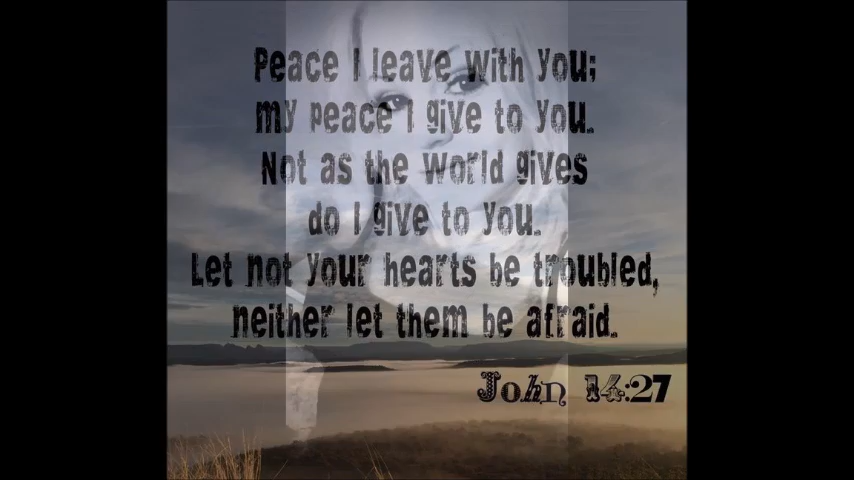 Peace I leave with you;
my peace I give to you.
Not as the world gives
do I give to you.
Let not your hearts be troubled,
neither let them be afraid.
John 14:27